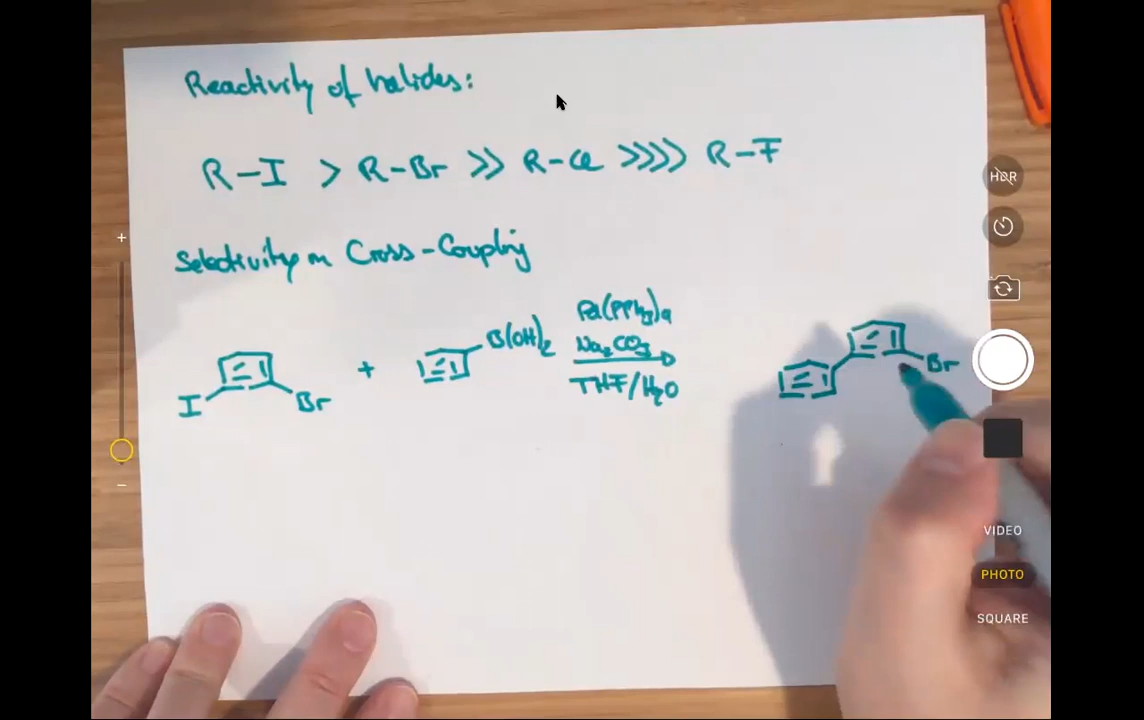 Reactivity of halides:
R-I > R-Br >> R-Cl >>>> R-F
Selectivity in Cross-Coupling
I Br + B(OH)2
Pd(PPh3)4
Na2CO3
THF/H2O
Br
HDR
VIDEO
PHOTO
SQUARE